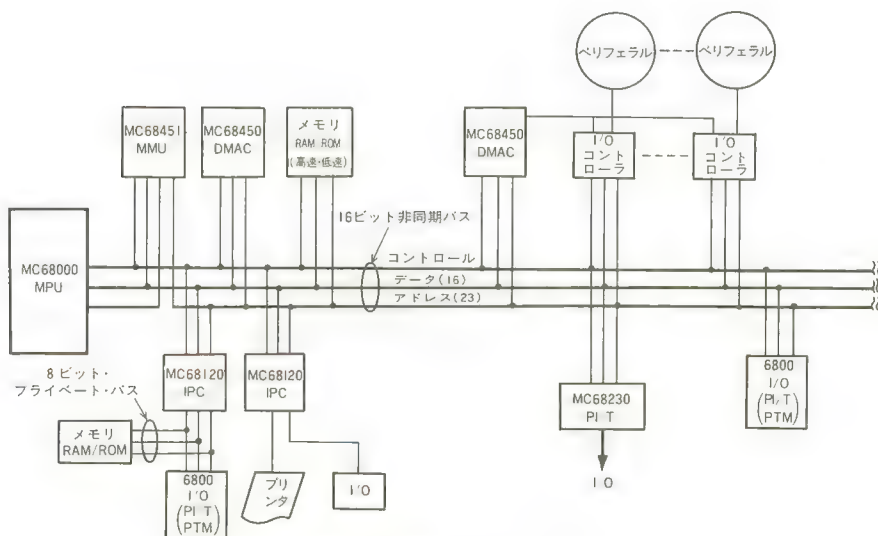 ペリフェラル
ペリフェラル
MC68451
MMU
MC68450
DMAC
メモリ
RAM ROM
(高速・低速)
MC68450
DMAC
I/O
コント
ローラ
I/O
コント
ローラ
16ビット非同期バス
MC68000
MPU
コントロール
データ(16)
アドレス(23)
8ビット・
プライベート・バス
MC68120
IPC
MC68120
IPC
MC68230
PI T
6800
I/O
(PI/T
PTM)
メモリ
RAM/ROM
6800
I/O
(PI T
PTM)
プリ
ンタ
I/O
I O